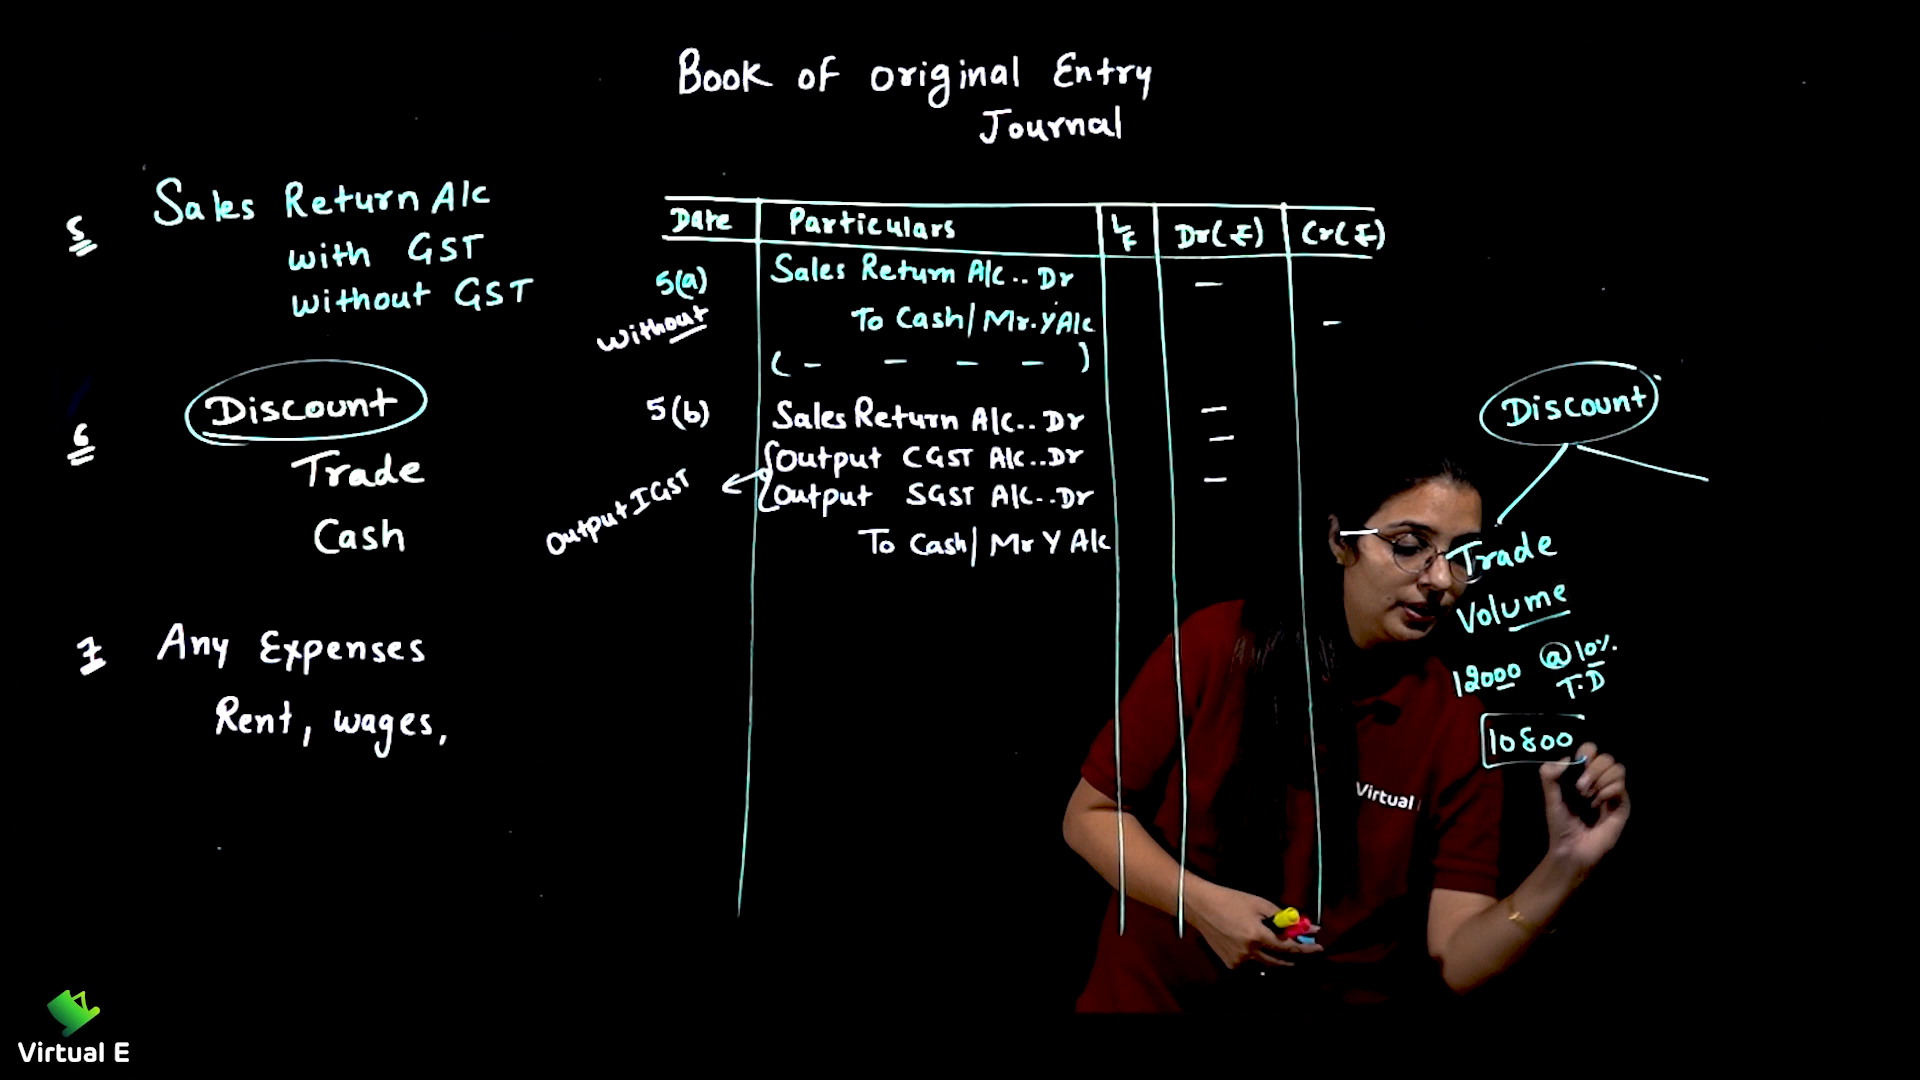 Book of original Entry
Journal
5 Sales Return A/c
with GST
without GST
6 Discount
Trade
Cash
7 Any Expenses
Rent, wages,
Date Particulars LF Dr(₹) Cr(₹)
5(a) Sales Return A/c.. Dr —
without To Cash/Mr. Y A/c —
( - - - - )
5(b) Sales Return A/c.. Dr —
Output CGST A/c..Dr —
Output SGST A/c..Dr —
Output IGST
To Cash/ Mr Y A/c
Discount
Trade
Volume
12000 @10%.
T.D
10800
Virtual
Virtual E